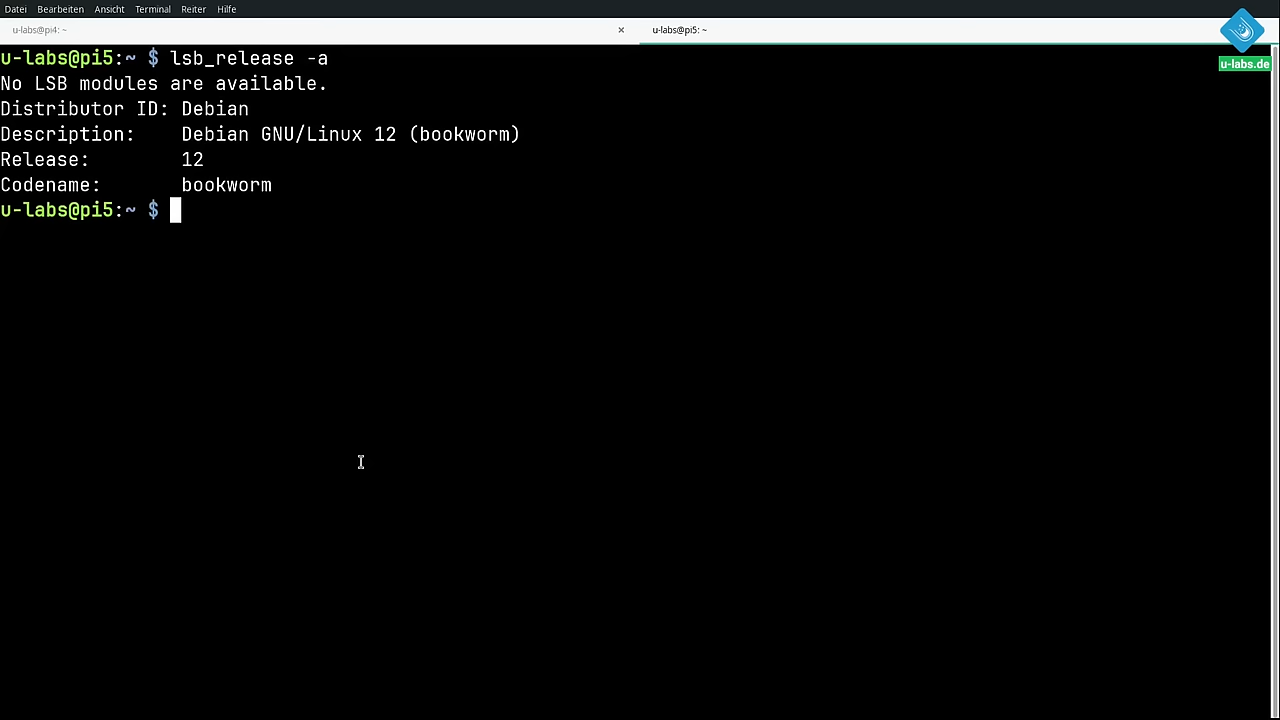 Datei Bearbeiten Ansicht Terminal Reiter Hilfe
u-labs@pi4: ~ × u-labs@pi5: ~
u-labs.de
u-labs@pi5:~ $ lsb_release -a
No LSB modules are available.
Distributor ID: Debian
Description:    Debian GNU/Linux 12 (bookworm)
Release:        12
Codename:       bookworm
u-labs@pi5:~ $